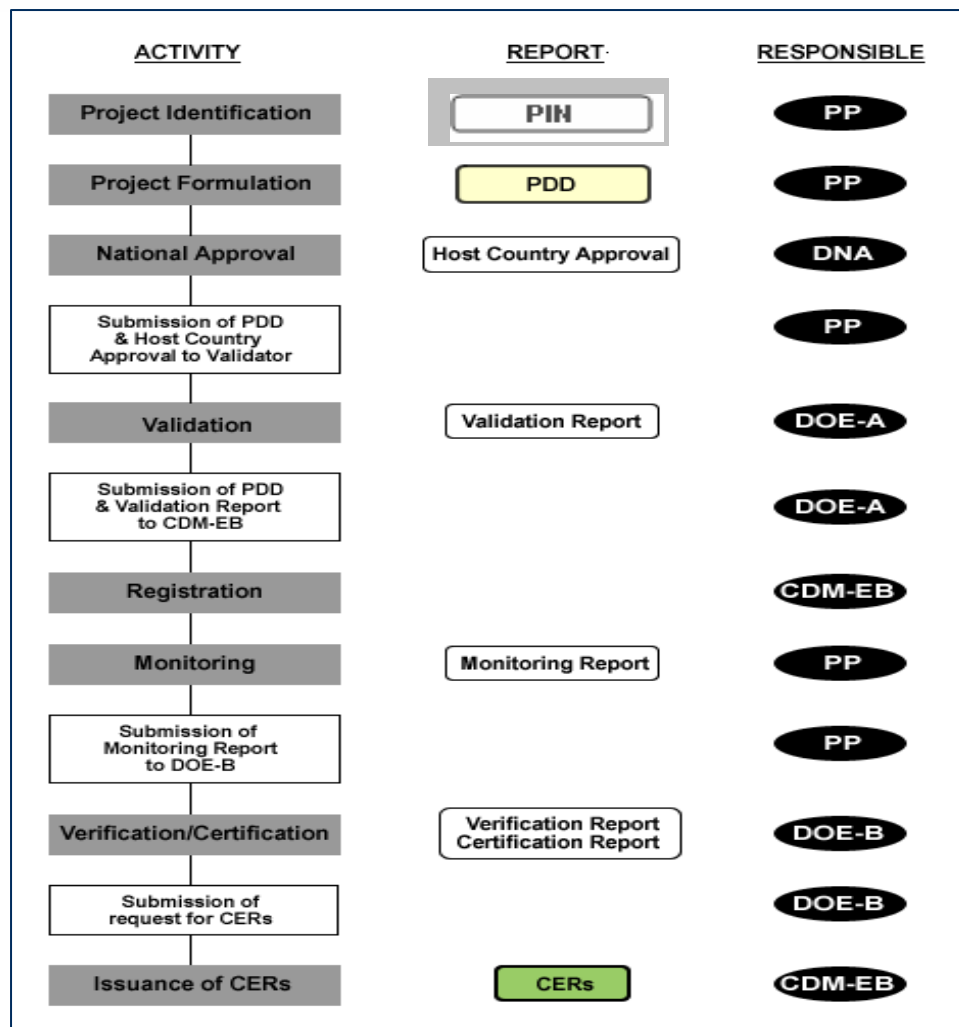 ACTIVITY REPORT. RESPONSIBLE
Project Identification PIN PP
Project Formulation PDD PP
National Approval Host Country Approval DNA
Submission of PDD
& Host Country
Approval to Validator
PP
Validation Validation Report DOE-A
Submission of PDD
& Validation Report
to CDM-EB
DOE-A
Registration CDM-EB
Monitoring Monitoring Report PP
Submission of
Monitoring Report
to DOE-B
PP
Verification/Certification
Verification Report
Certification Report
DOE-B
Submission of
request for CERs
DOE-B
Issuance of CERs CERs CDM-EB